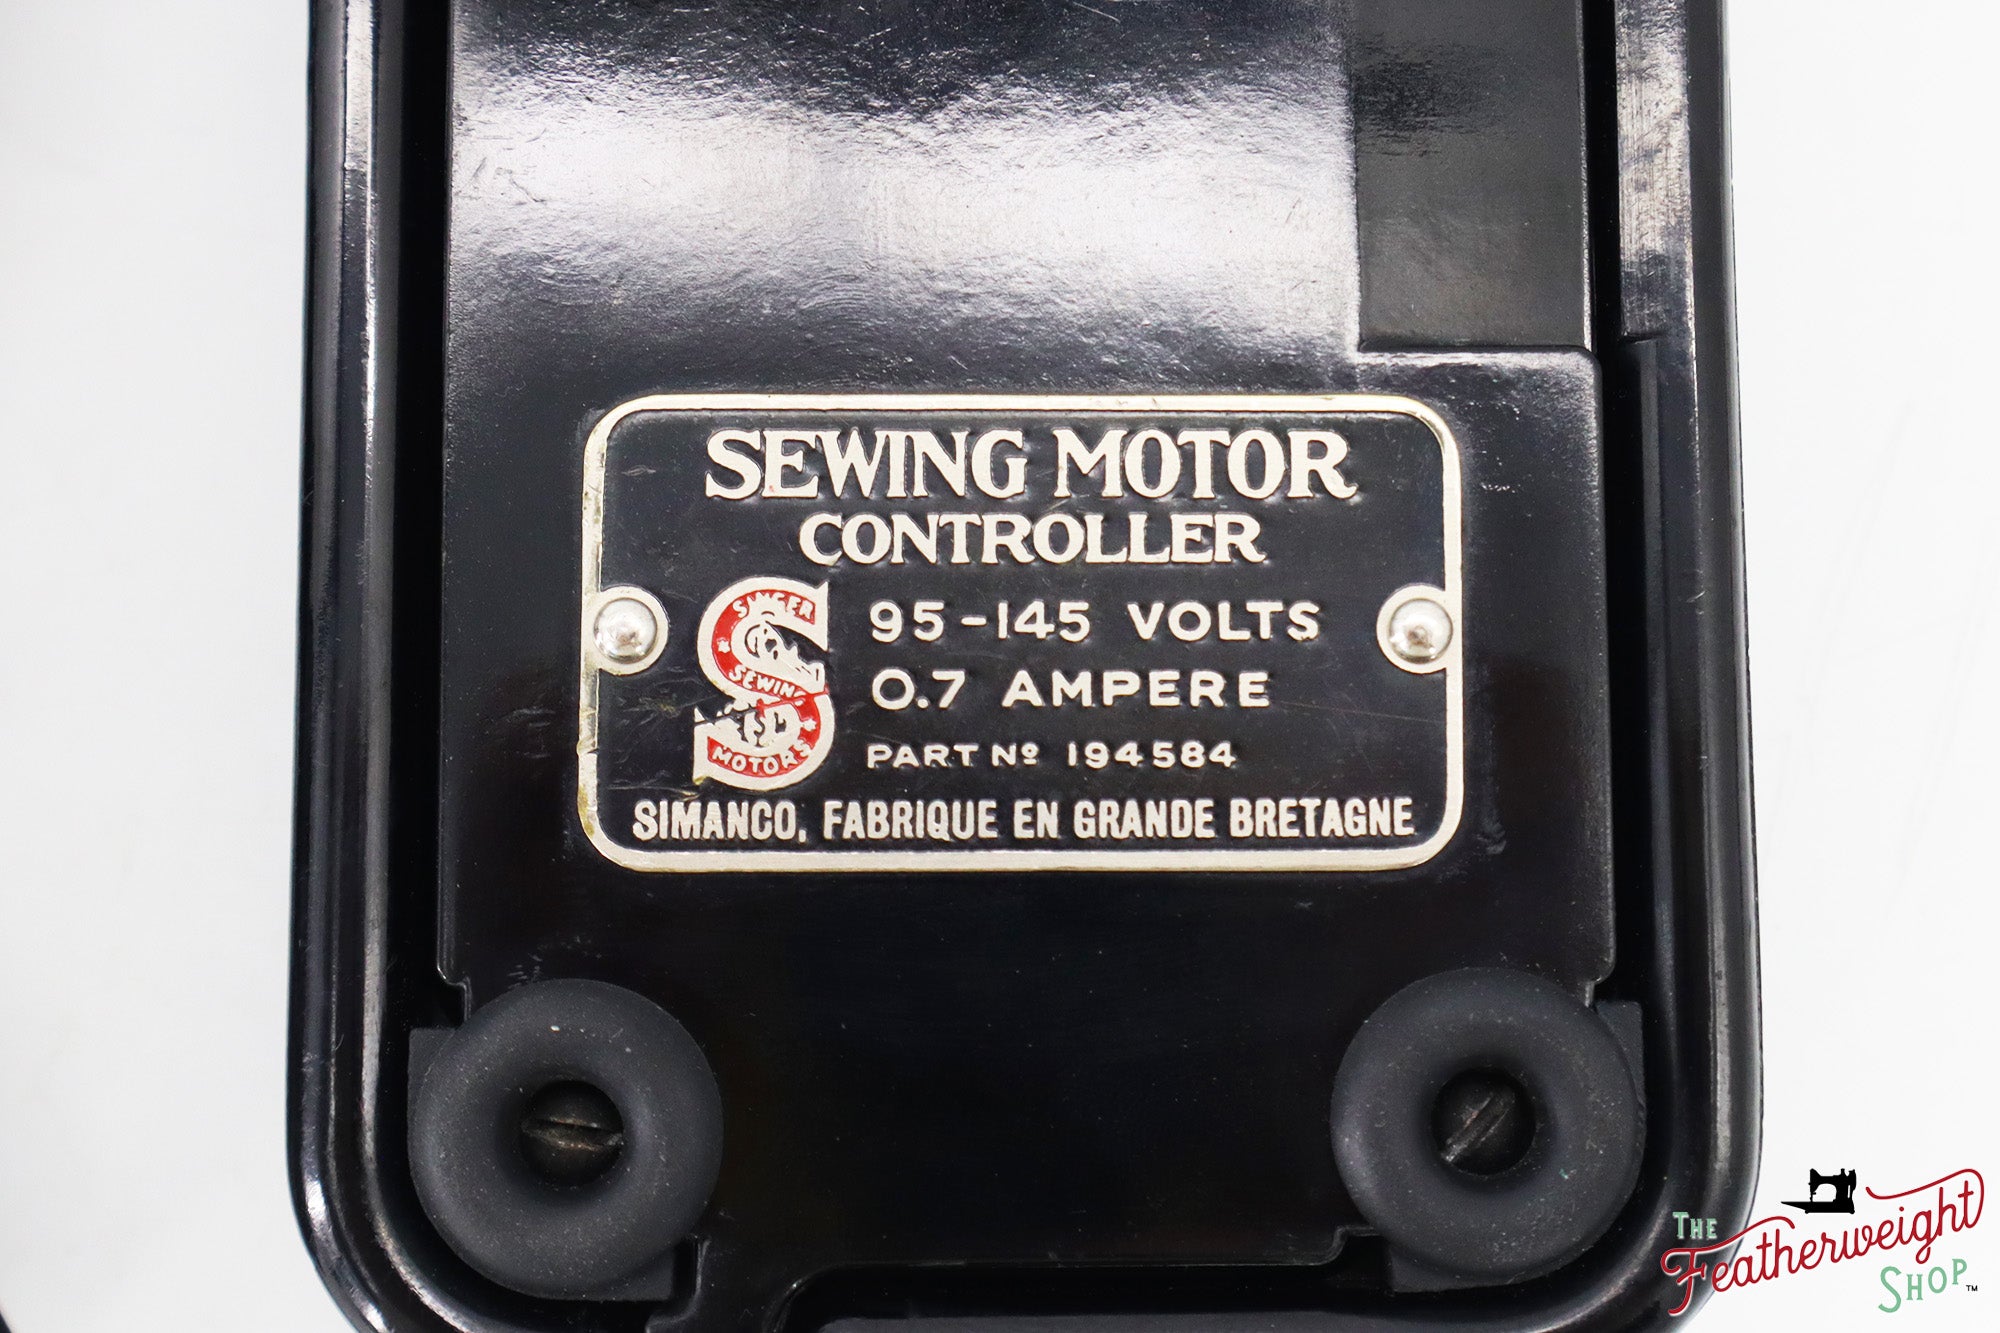 SEWING MOTOR
CONTROLLER
SINGER
SEWING
MOTORS
95-145 VOLTS
0.7 AMPERE
PART Nº 194584
SIMANCO, FABRIQUE EN GRANDE BRETAGNE
THE
Featherweight
SHOP™